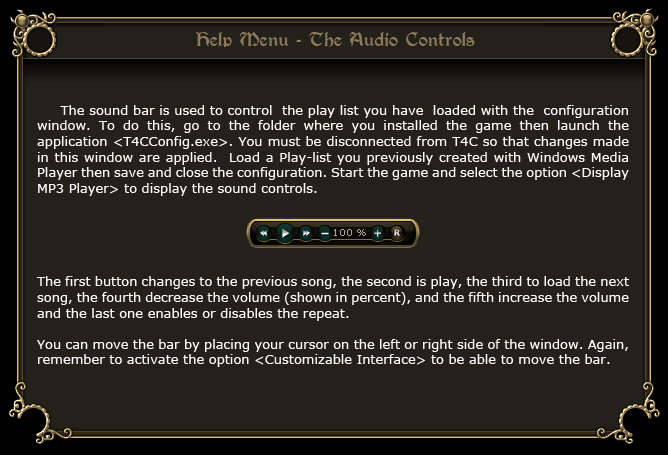 Help Menu - The Audio Controls
The sound bar is used to control the play list you have loaded with the configuration
window. To do this, go to the folder where you installed the game then launch the
application <T4CConfig.exe>. You must be disconnected from T4C so that changes made
in this window are applied. Load a Play-list you previously created with Windows Media
Player then save and close the configuration. Start the game and select the option <Display
MP3 Player> to display the sound controls.
100 % R
The first button changes to the previous song, the second is play, the third to load the next
song, the fourth decrease the volume (shown in percent), and the fifth increase the volume
and the last one enables or disables the repeat.
You can move the bar by placing your cursor on the left or right side of the window. Again,
remember to activate the option <Customizable Interface> to be able to move the bar.